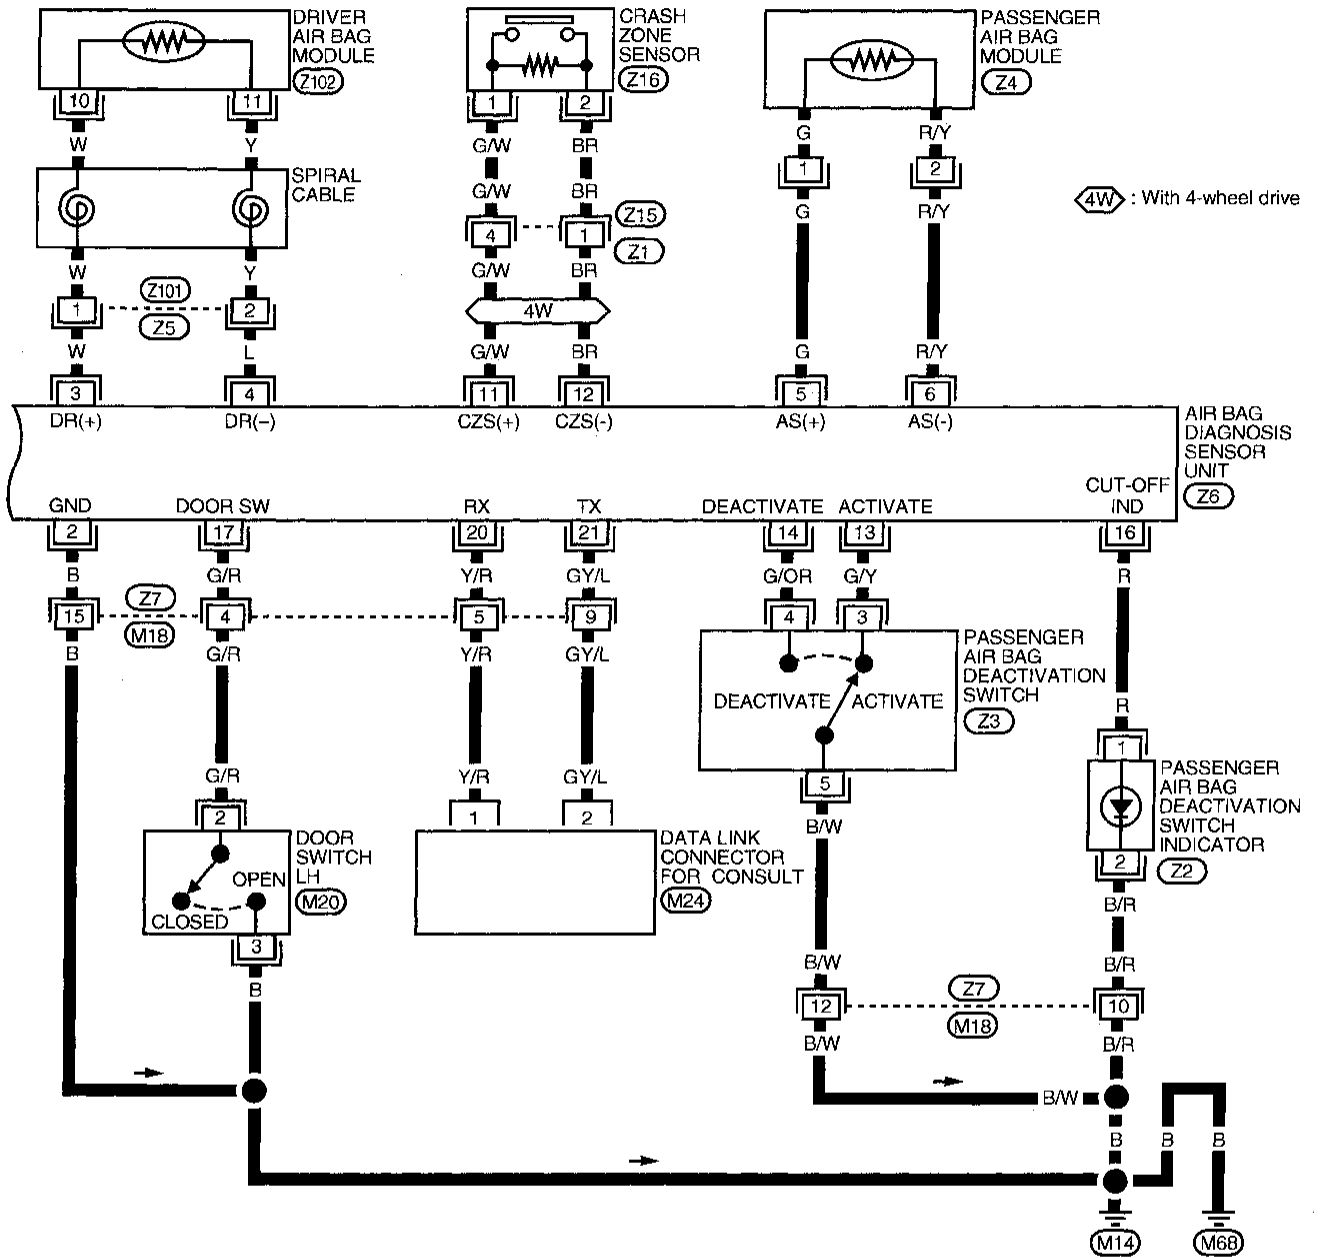 DRIVER
AIR BAG
MODULE
Z102
CRASH
ZONE
SENSOR
Z16
PASSENGER
AIR BAG
MODULE
Z4
10 11
1 2
W Y
G/W BR
G R/Y
1 2
SPIRAL
CABLE
G/W BR
Z15
4 1
Z1
G R/Y
4W : With 4-wheel drive
W Y
G/W BR
Z101
1 2
Z5
4W
W L
G/W BR
G R/Y
3 4 11 12 5 6
DR(+) DR(–) CZS(+) CZS(-) AS(+) AS(-)
AIR BAG
DIAGNOSIS
SENSOR
UNIT
Z6
GND DOOR SW RX TX DEACTIVATE ACTIVATE
CUT-OFF
IND
2 17 20 21 14 13 16
B G/R Y/R GY/L G/OR G/Y R
Z7
15 4 5 9 4 3
M18
B G/R Y/R GY/L
PASSENGER
AIR BAG
DEACTIVATION
SWITCH
Z3
DEACTIVATE ACTIVATE
R
G/R Y/R GY/L
5
1
2 1 2
B/W
PASSENGER
AIR BAG
DEACTIVATION
SWITCH
INDICATOR
Z2
DOOR
SWITCH
LH
M20
OPEN
CLOSED
DATA LINK
CONNECTOR
FOR CONSULT
M24
2
B/R
3
B
B/W B/R
Z7
12 10
M18
B/W B/R
B/W
B B B
M14 M68